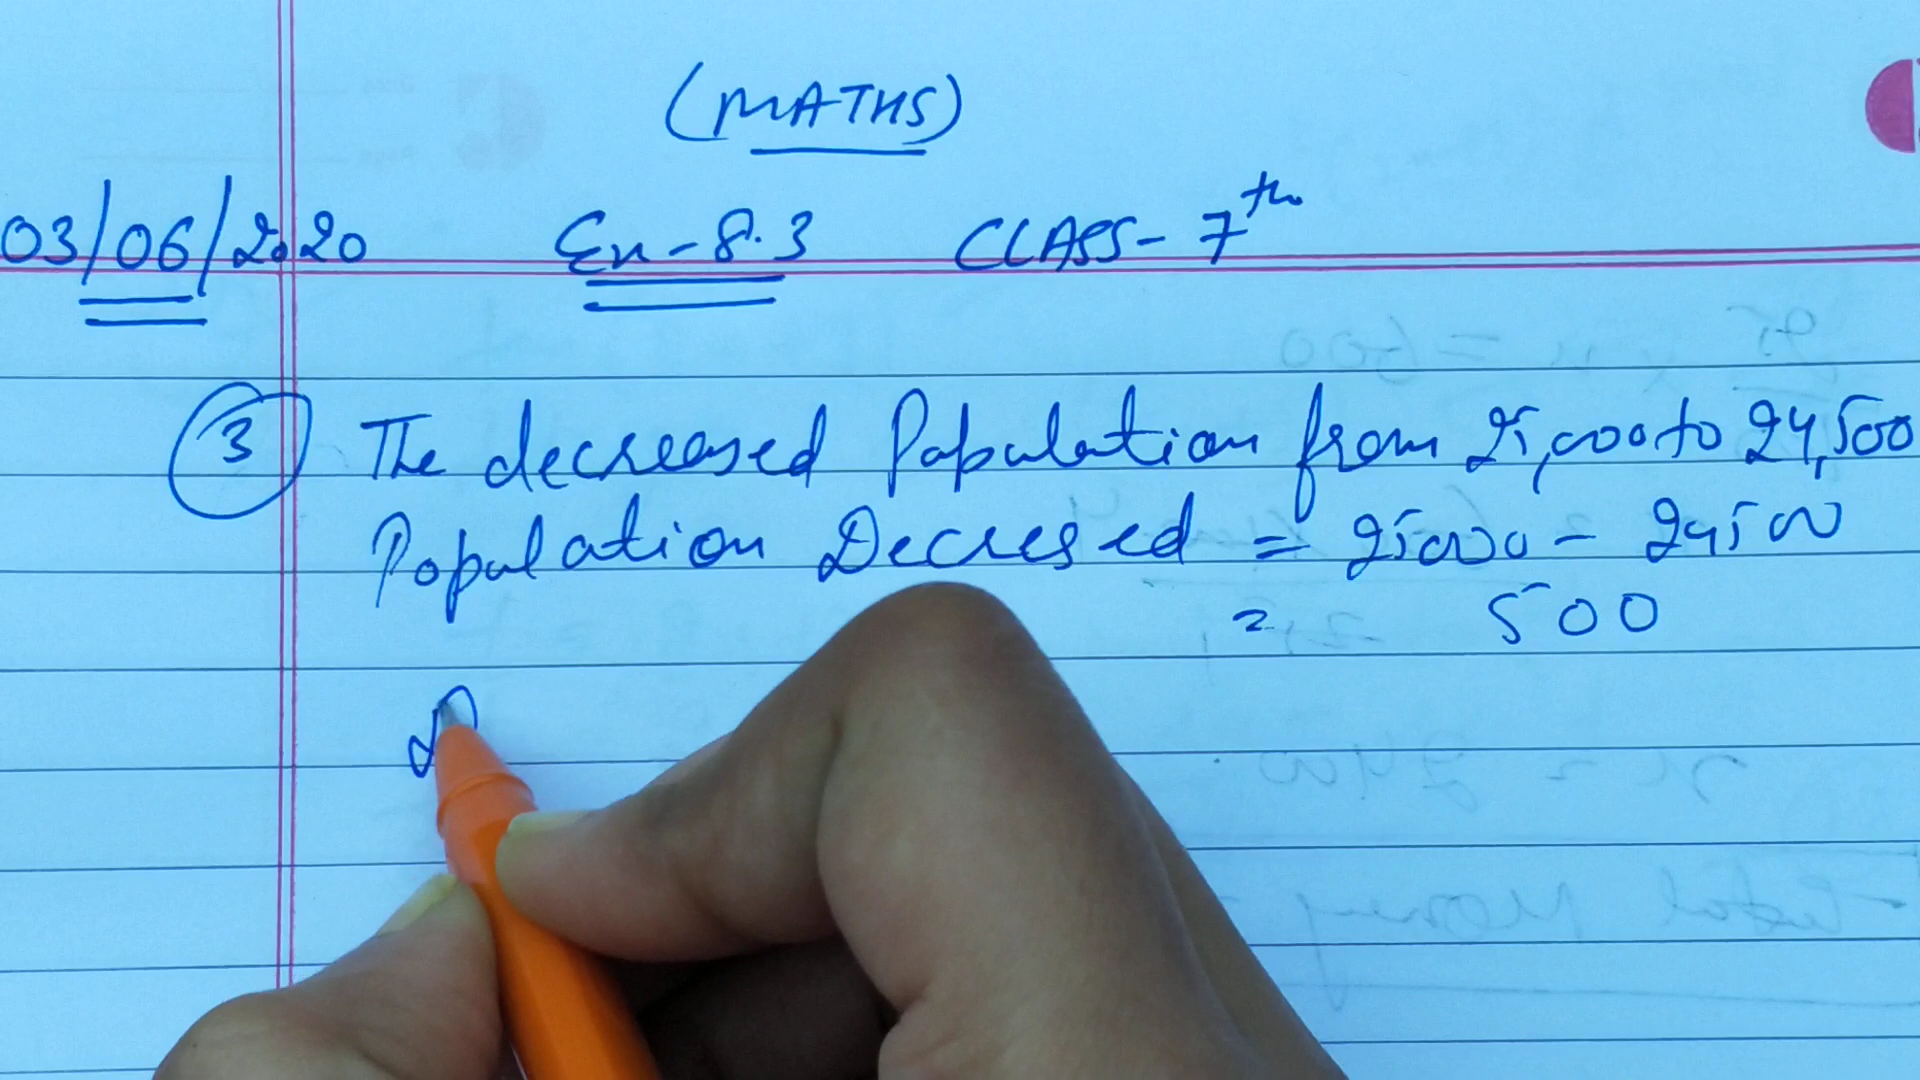 (MATHS)
03/06/2020 Ex-8.3 CLASS-7th
3 The decreased Population from 25,000 to 24,500
Population Decresed = 25000 - 24500
= 500